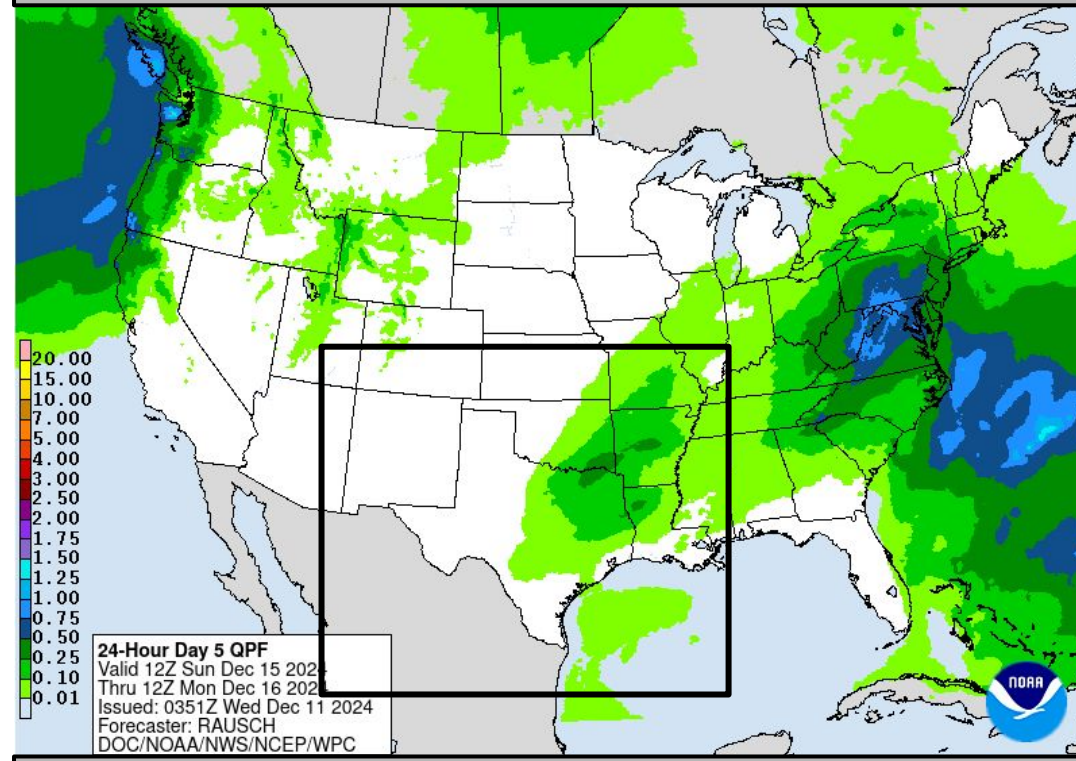 20.00
15.00
10.00
7.00
5.00
4.00
3.00
2.50
2.00
1.75
1.50
1.25
1.00
0.75
0.50
0.25
0.10
0.01
24-Hour Day 5 QPF
Valid 12Z Sun Dec 15 2024
Thru 12Z Mon Dec 16 2024
Issued: 0351Z Wed Dec 11 2024
Forecaster: RAUSCH
DOC/NOAA/NWS/NCEP/WPC
NOAA